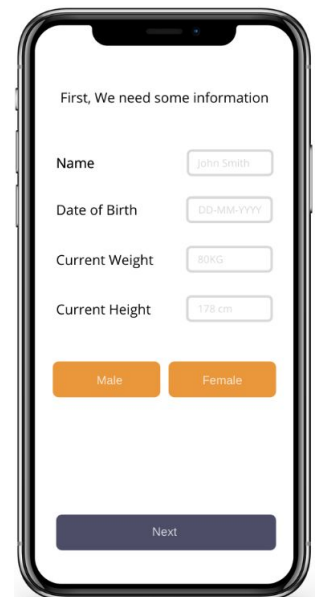 First, We need some information
Name
John Smith
Date of Birth
DD-MM-YYYY
Current Weight
80KG
Current Height
178 cm
Male
Female
Next